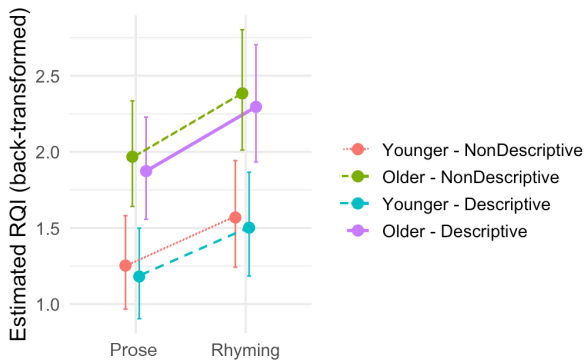 Estimated RQI (back-transformed)
2.5
2.0
1.5
1.0
Prose
Rhyming
Younger - NonDescriptive
Older - NonDescriptive
Younger - Descriptive
Older - Descriptive